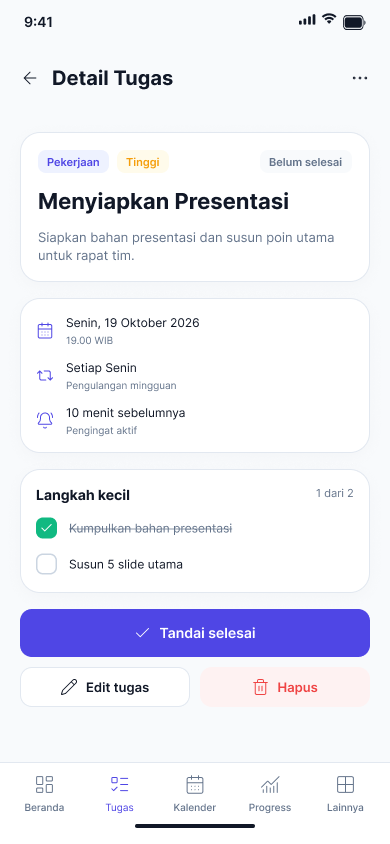 9:41
Detail Tugas
Pekerjaan
Tinggi
Belum selesai
Menyiapkan Presentasi
Siapkan bahan presentasi dan susun poin utama
untuk rapat tim.
Senin, 19 Oktober 2026
19.00 WIB
Setiap Senin
Pengulangan mingguan
10 menit sebelumnya
Pengingat aktif
Langkah kecil
1 dari 2
Kumpulkan bahan presentasi
Susun 5 slide utama
Tandai selesai
Edit tugas
Hapus
Beranda
Tugas
Kalender
Progress
Lainnya